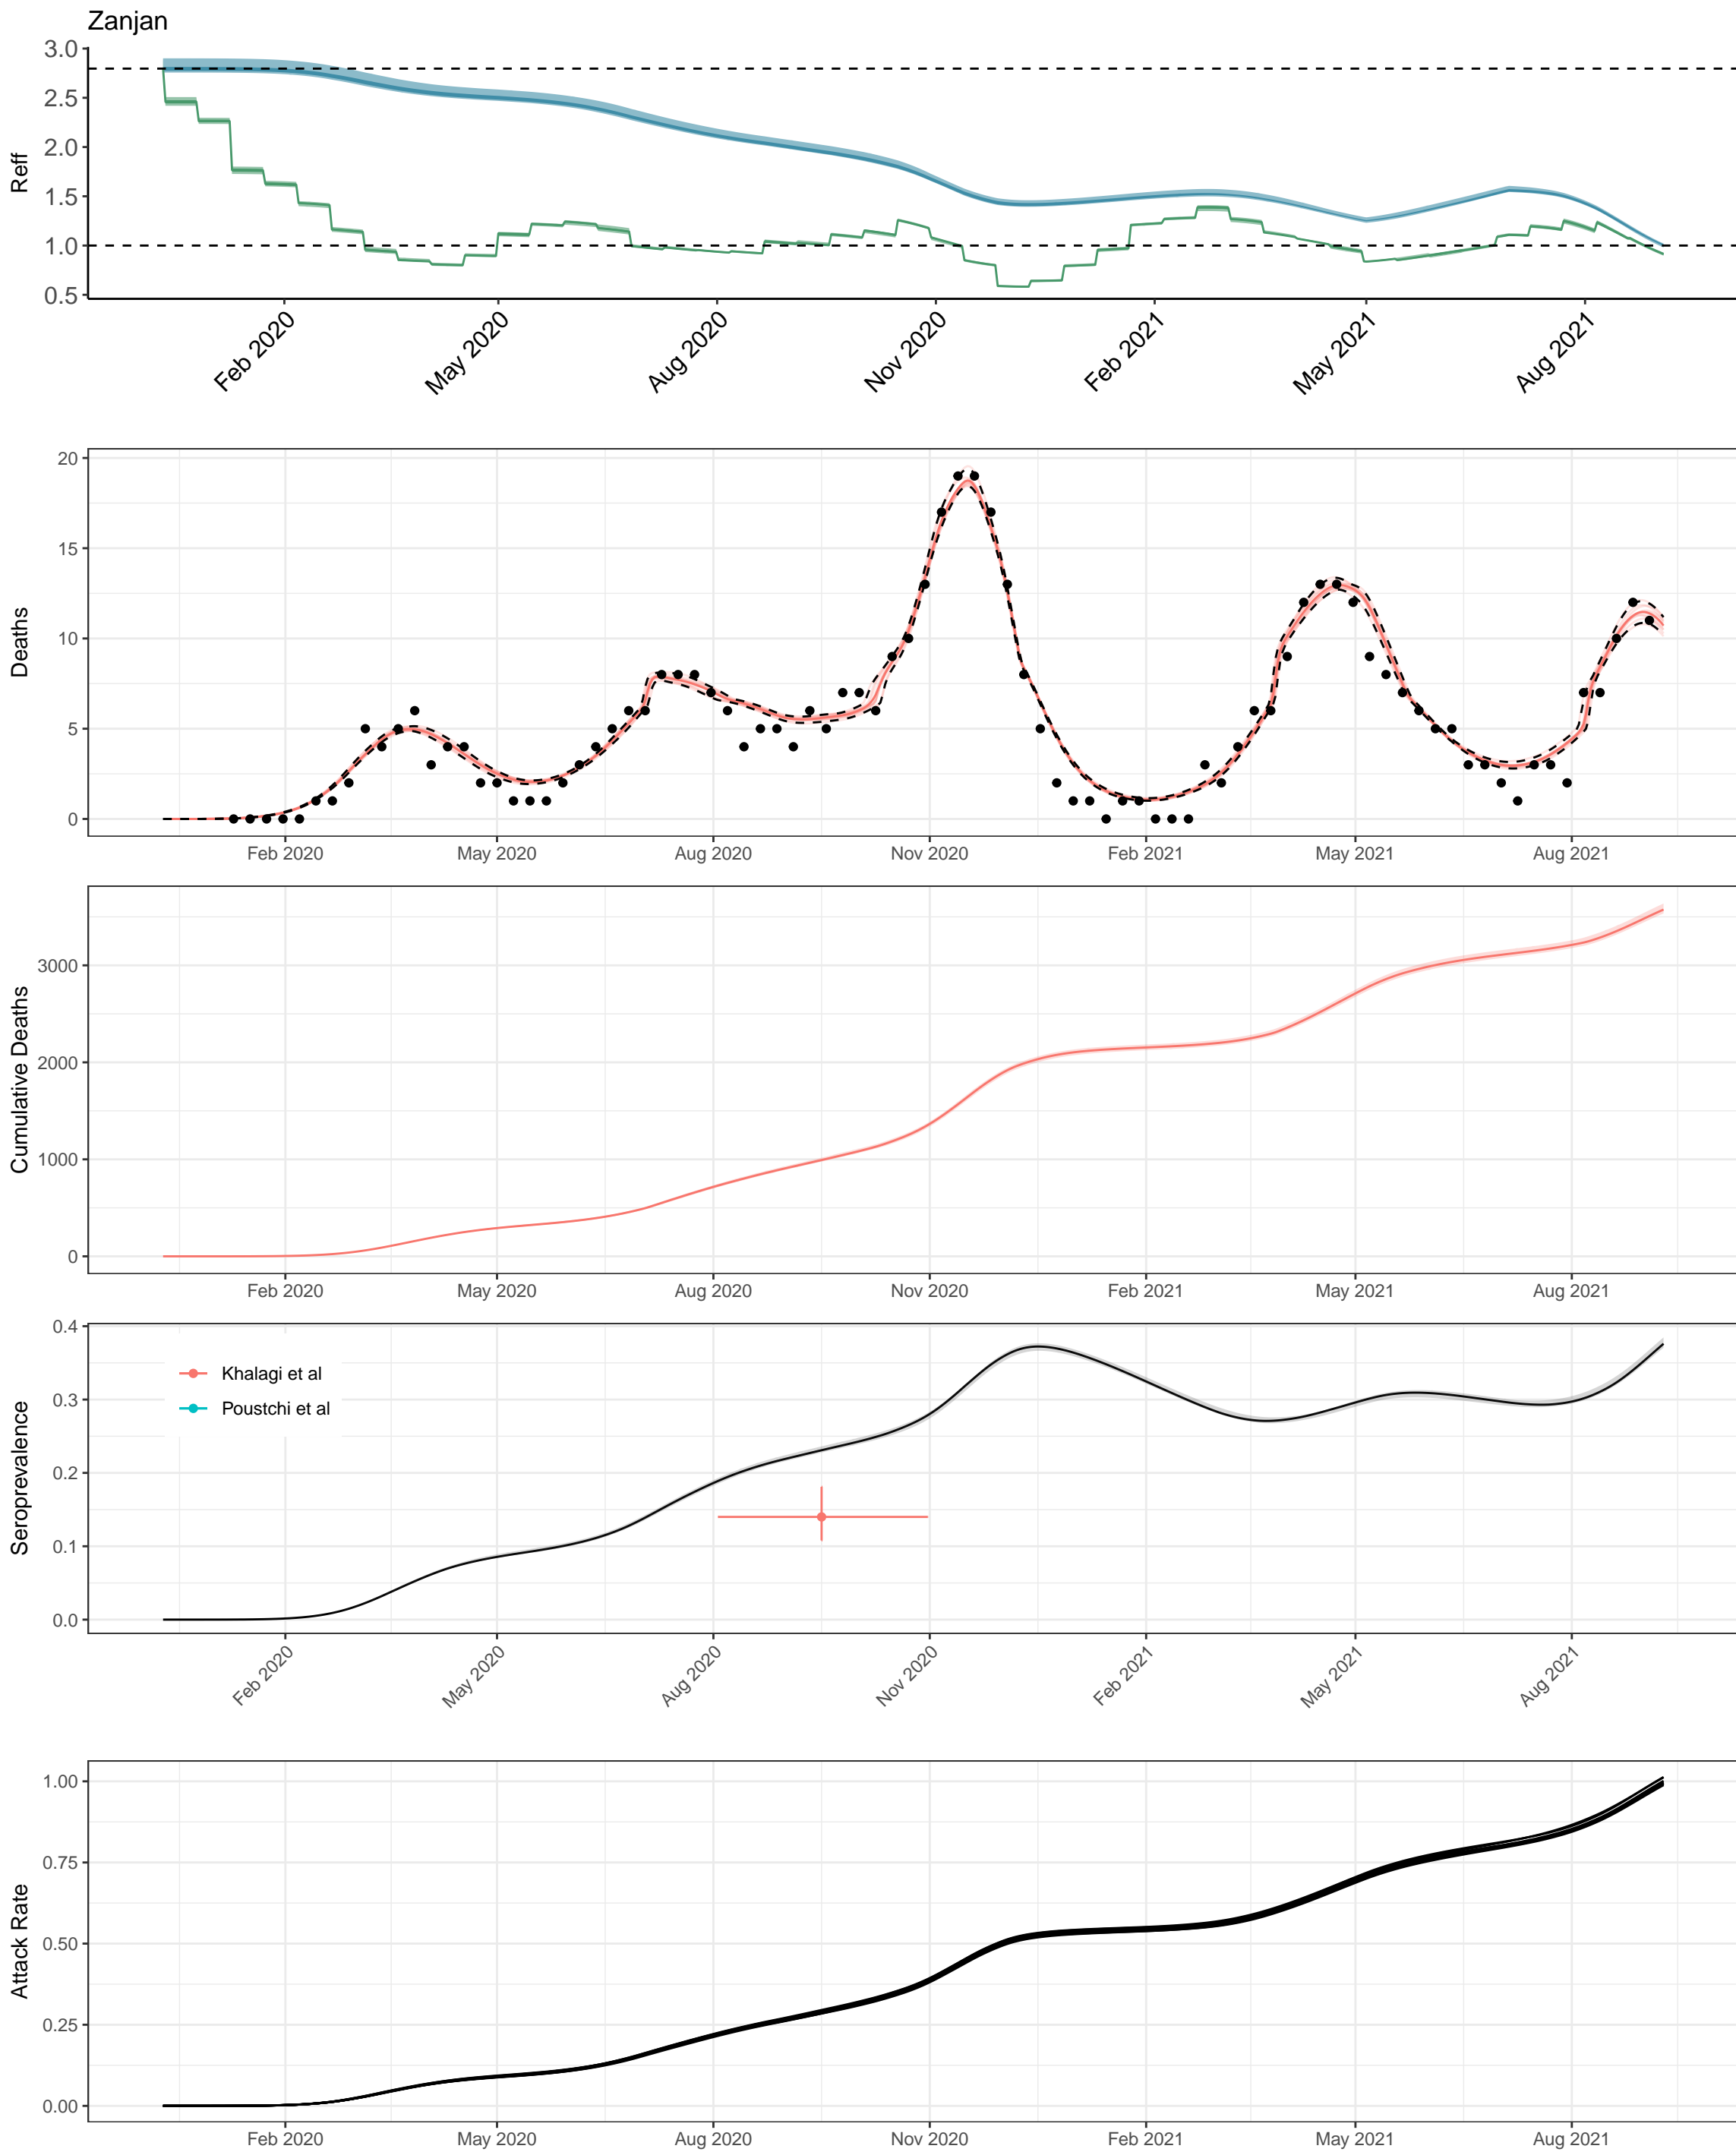 Zanjan
Reff
3.0
2.5
2.0
1.5
1.0
0.5
Feb 2020
May 2020
Aug 2020
Nov 2020
Feb 2021
May 2021
Aug 2021
Deaths
20
15
10
5
0
Feb 2020
May 2020
Aug 2020
Nov 2020
Feb 2021
May 2021
Aug 2021
Cumulative Deaths
3000
2000
1000
0
Feb 2020
May 2020
Aug 2020
Nov 2020
Feb 2021
May 2021
Aug 2021
Seroprevalence
0.4
0.3
0.2
0.1
0.0
Khalagi et al
Poustchi et al
Feb 2020
May 2020
Aug 2020
Nov 2020
Feb 2021
May 2021
Aug 2021
Attack Rate
1.00
0.75
0.50
0.25
0.00
Feb 2020
May 2020
Aug 2020
Nov 2020
Feb 2021
May 2021
Aug 2021